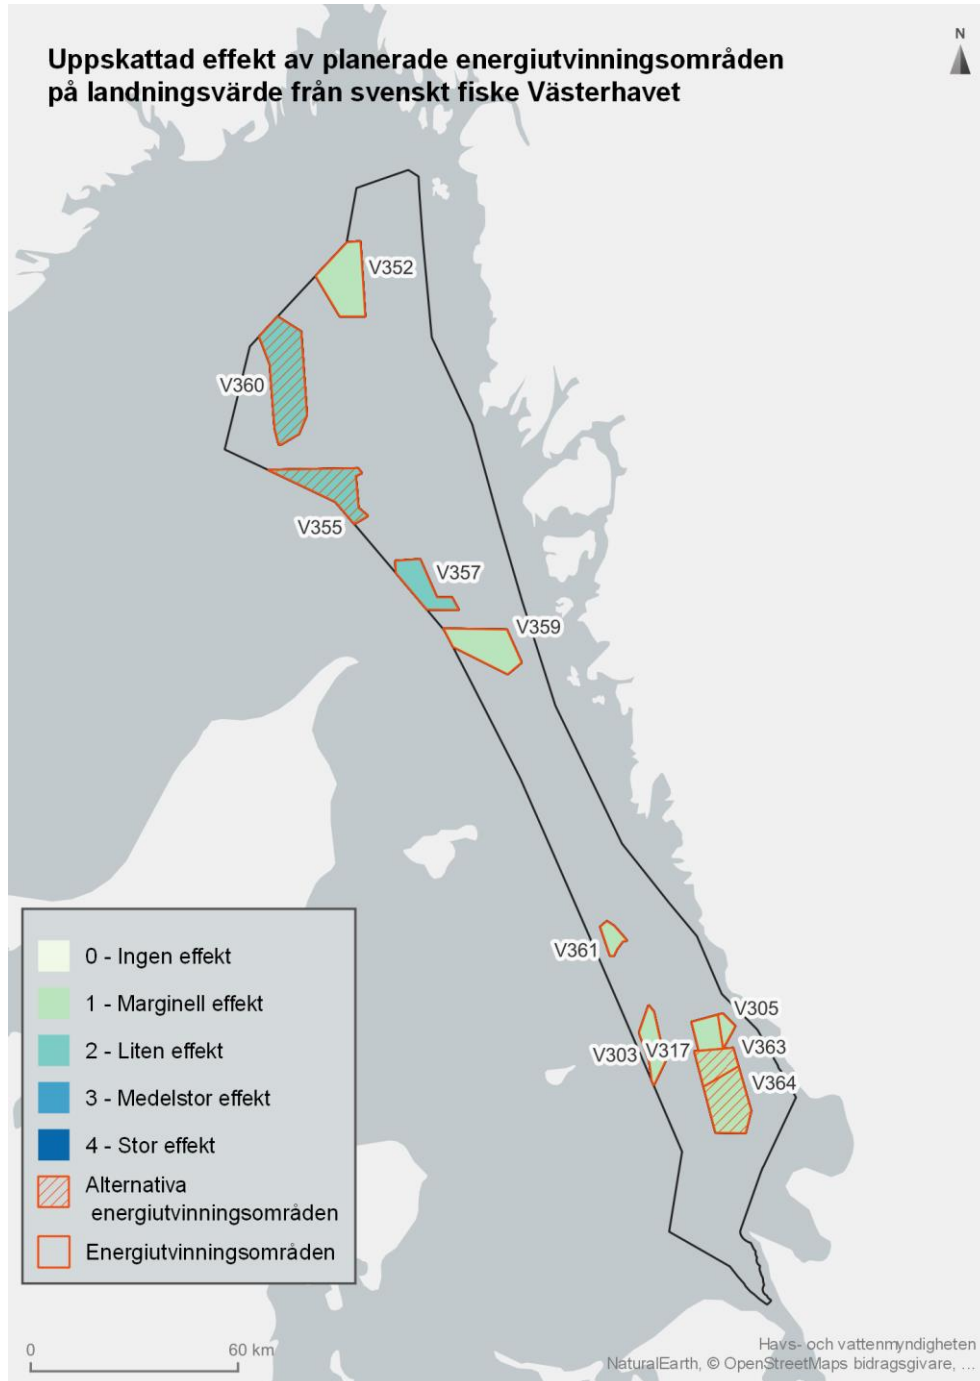 Uppskattad effekt av planerade energiutvinningsområden
på landningsvärde från svenskt fiske Västerhavet
N
V352
V360
V355
V357
V359
V361
V305
V303
V317
V363
V364
0 - Ingen effekt
1 - Marginell effekt
2 - Liten effekt
3 - Medelstor effekt
4 - Stor effekt
Alternativa
energiutvinningsområden
Energiutvinningsområden
0
60 km
Havs- och vattenmyndigheten
NaturalEarth, © OpenStreetMaps bidragsgivare, ...